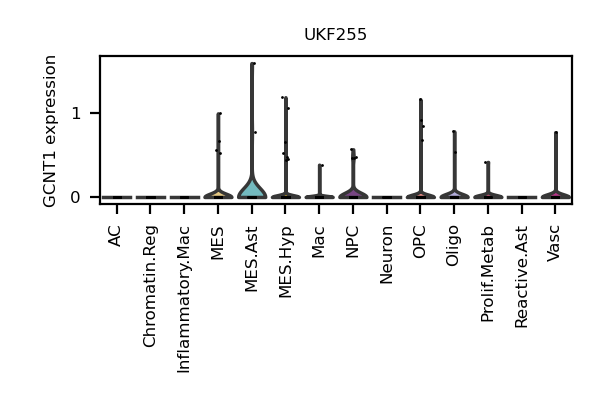 UKF255
GCNT1 expression
1
0
AC
Chromatin.Reg
Inflammatory.Mac
MES
MES.Ast
MES.Hyp
Mac
NPC
Neuron
OPC
Oligo
Prolif.Metab
Reactive.Ast
Vasc